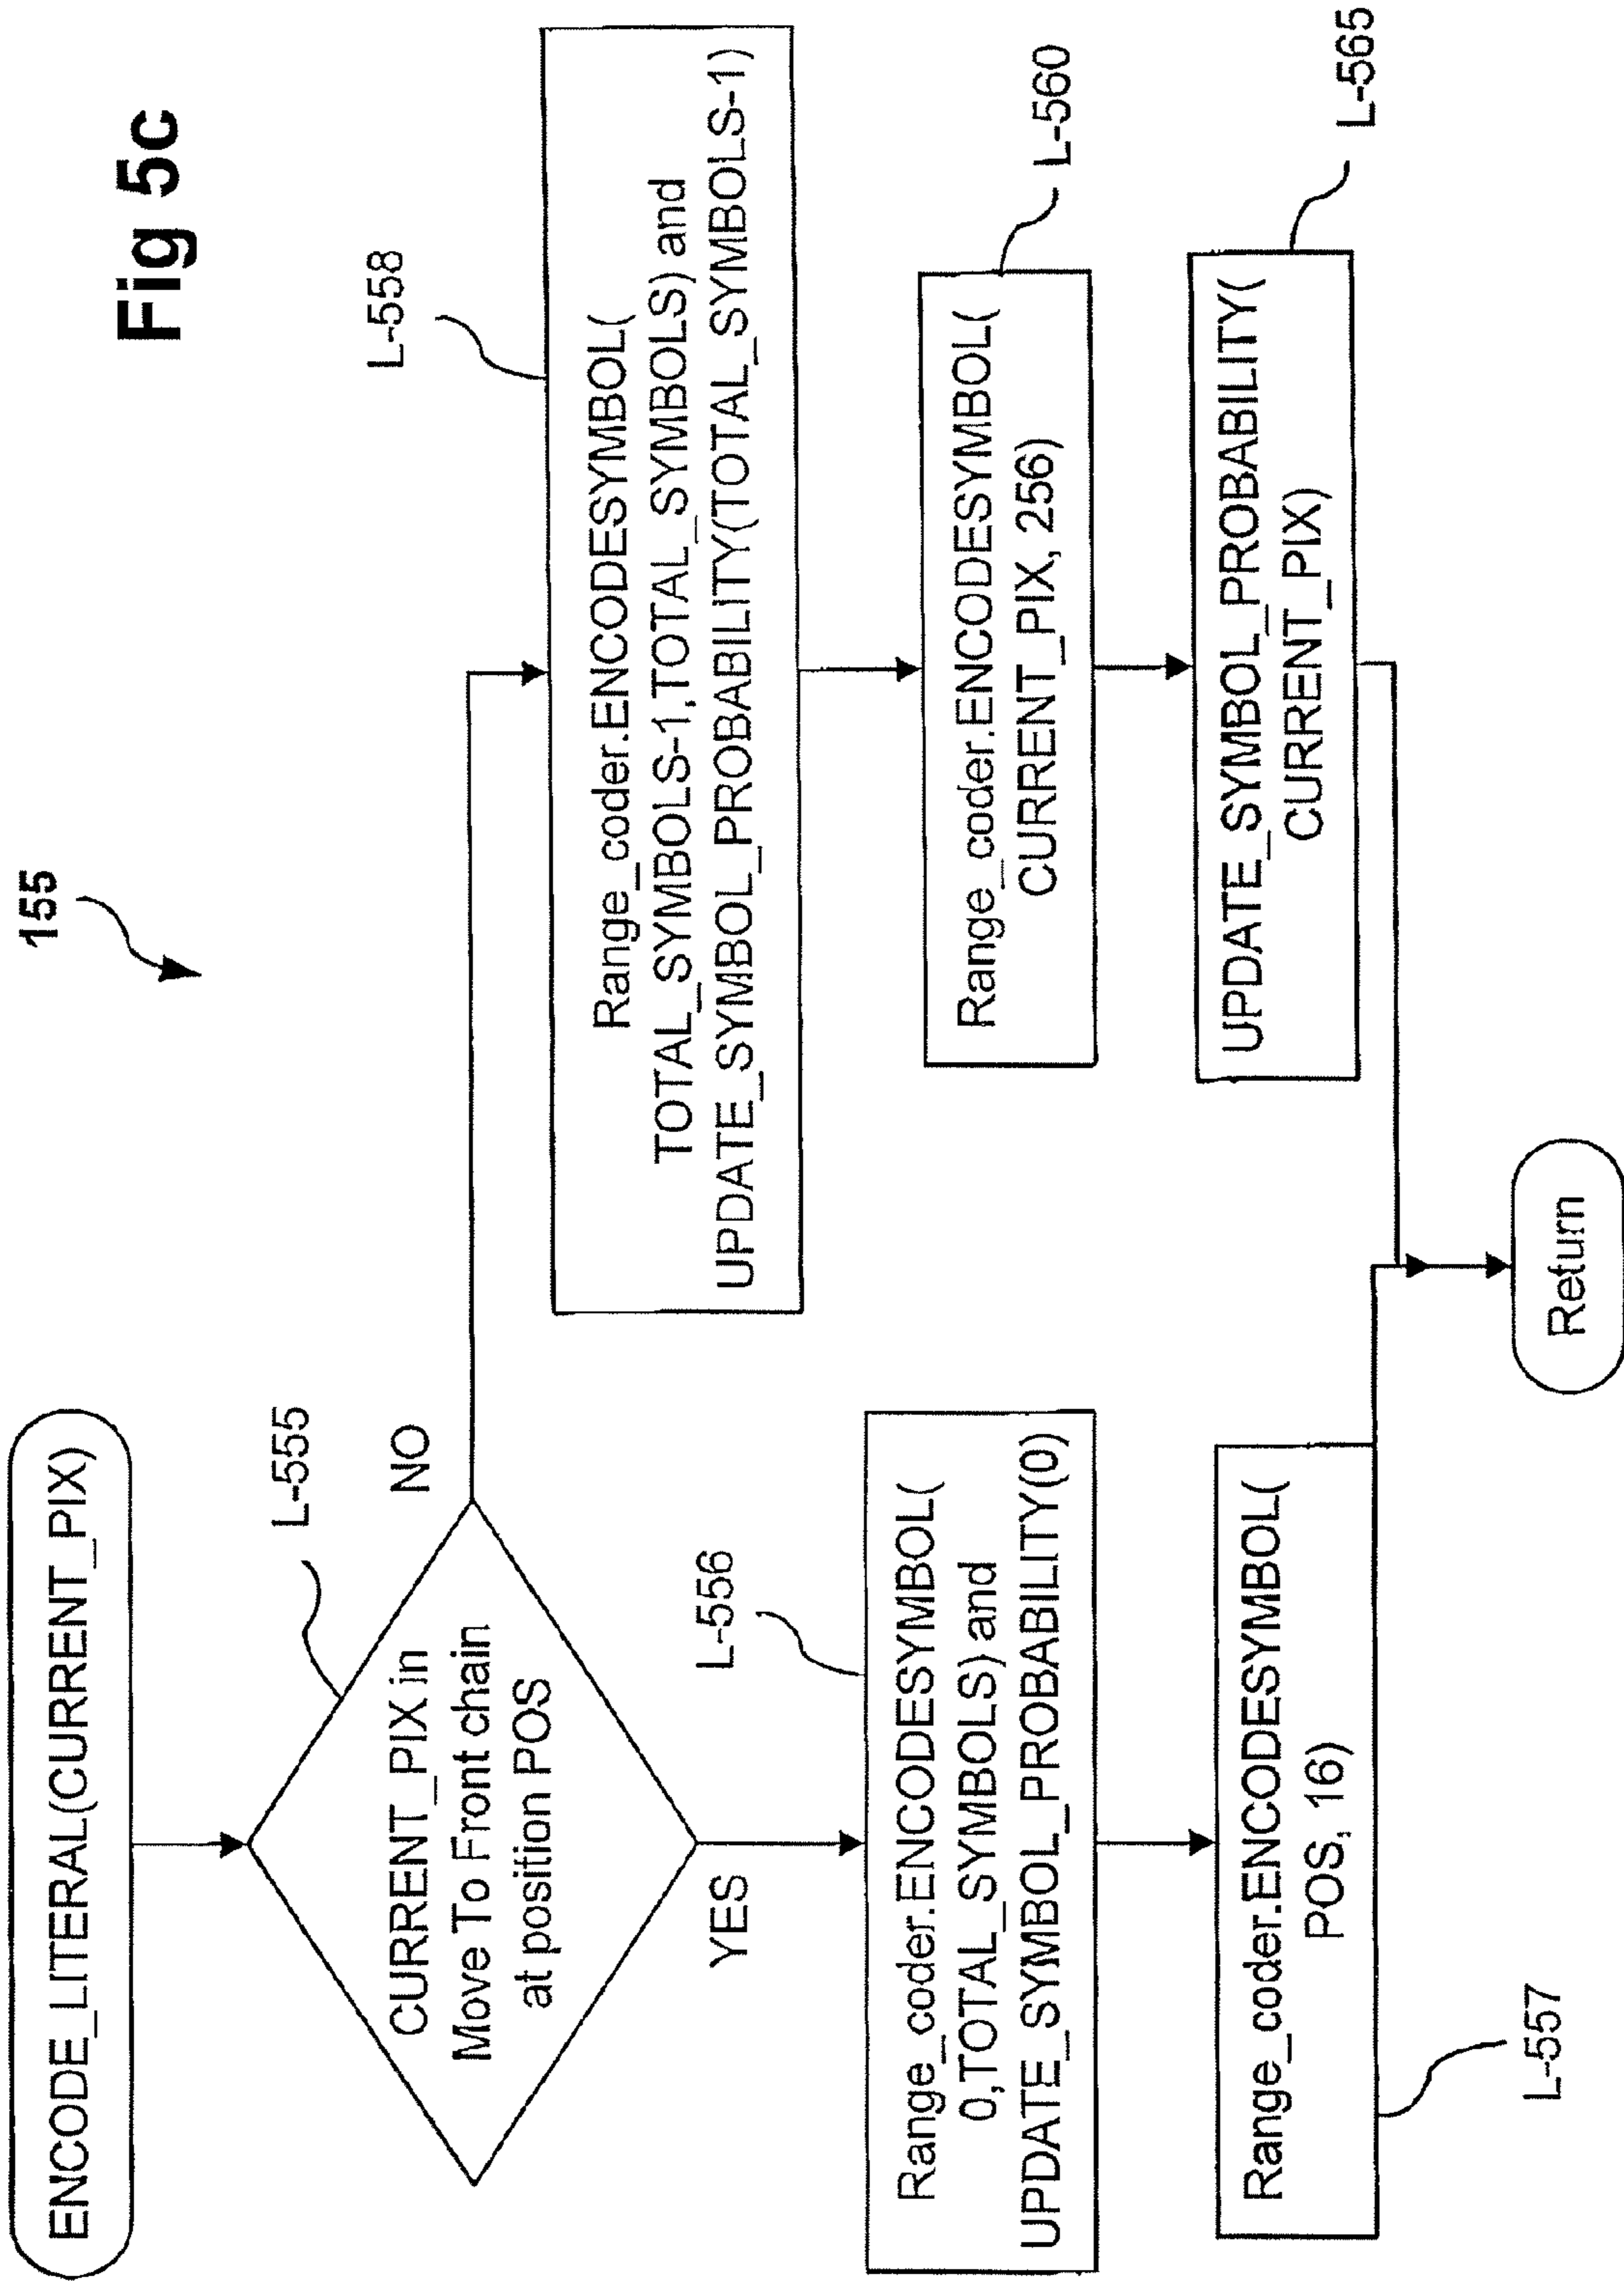 Fig 5c
155
ENCODE_LITERAL(CURRENT_PIX)
L-555
CURRENT_PIX in
Move To Front chain
at position POS
NO
YES
L-556
Range_coder.ENCODESYMBOL(
0,TOTAL_SYMBOLS) and
UPDATE_SYMBOL_PROBABILITY(0)
Range_coder.ENCODESYMBOL(
POS, 16)
L-557
L-558
Range_coder.ENCODESYMBOL(
TOTAL_SYMBOLS-1,TOTAL_SYMBOLS) and
UPDATE_SYMBOL_PROBABILITY(TOTAL_SYMBOLS-1)
L-560
Range_coder.ENCODESYMBOL(
CURRENT_PIX, 256)
L-565
UPDATE_SYMBOL_PROBABILITY(
CURRENT_PIX)
Return